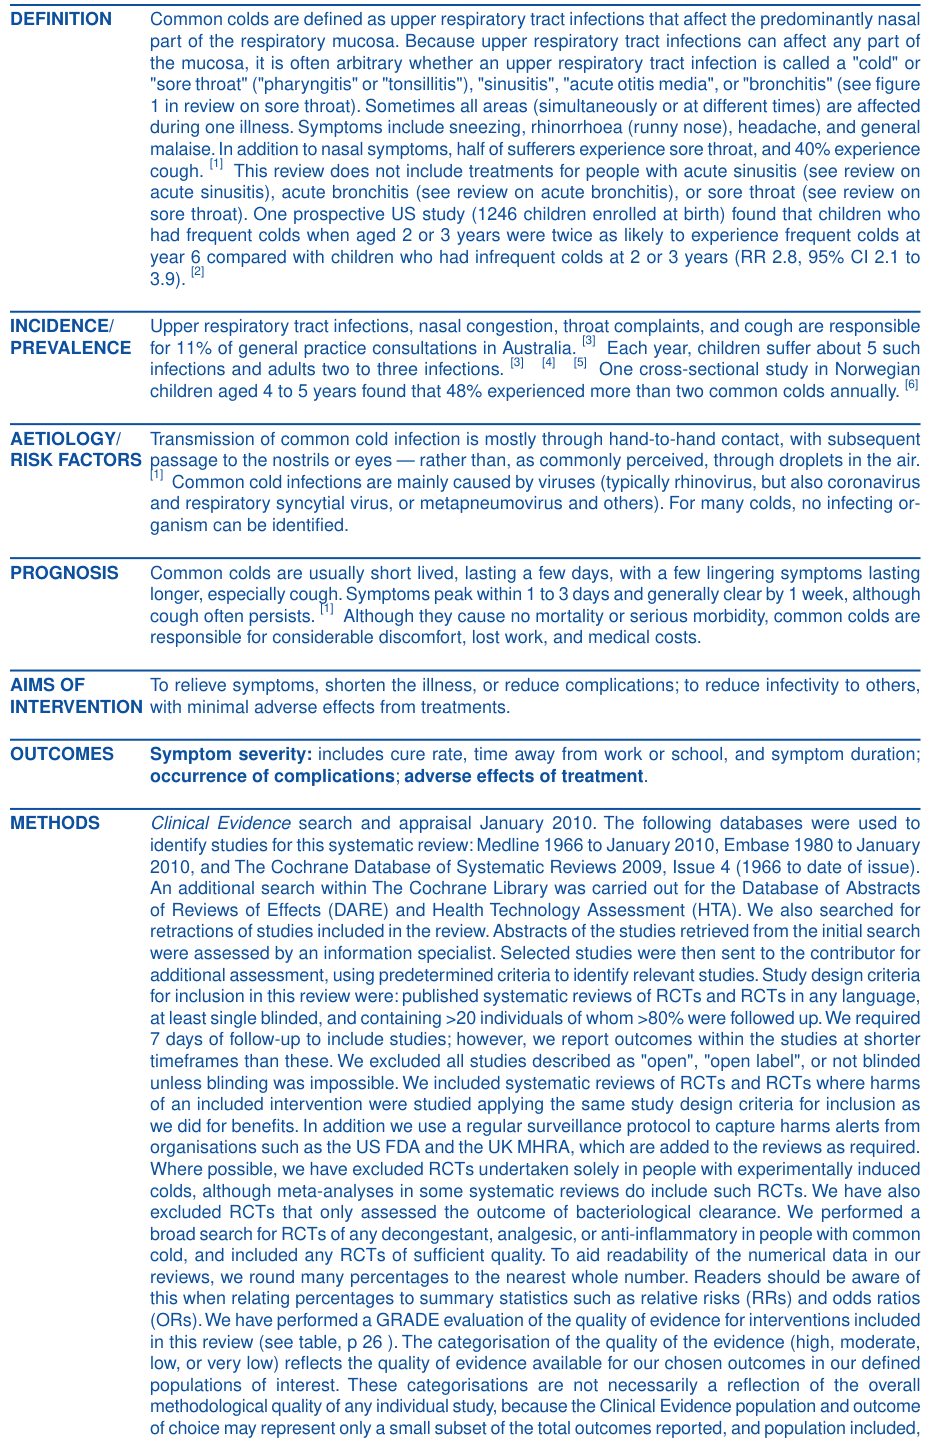 DEFINITION Common colds are defined as upper respiratory tract infections that affect the predominantly nasal
part of the respiratory mucosa. Because upper respiratory tract infections can affect any part of
the mucosa, it is often arbitrary whether an upper respiratory tract infection is called a "cold" or
"sore throat" ("pharyngitis" or "tonsillitis"), "sinusitis", "acute otitis media", or "bronchitis" (see figure
1 in review on sore throat). Sometimes all areas (simultaneously or at different times) are affected
during one illness. Symptoms include sneezing, rhinorrhoea (runny nose), headache, and general
malaise. In addition to nasal symptoms, half of sufferers experience sore throat, and 40% experience
cough. [1] This review does not include treatments for people with acute sinusitis (see review on
acute sinusitis), acute bronchitis (see review on acute bronchitis), or sore throat (see review on
sore throat). One prospective US study (1246 children enrolled at birth) found that children who
had frequent colds when aged 2 or 3 years were twice as likely to experience frequent colds at
year 6 compared with children who had infrequent colds at 2 or 3 years (RR 2.8, 95% CI 2.1 to
3.9). [2]
INCIDENCE/ Upper respiratory tract infections, nasal congestion, throat complaints, and cough are responsible
PREVALENCE for 11% of general practice consultations in Australia. [3] Each year, children suffer about 5 such
infections and adults two to three infections. [3] [4] [5] One cross-sectional study in Norwegian
children aged 4 to 5 years found that 48% experienced more than two common colds annually. [6]
AETIOLOGY/ Transmission of common cold infection is mostly through hand-to-hand contact, with subsequent
RISK FACTORS passage to the nostrils or eyes — rather than, as commonly perceived, through droplets in the air.
[1] Common cold infections are mainly caused by viruses (typically rhinovirus, but also coronavirus
and respiratory syncytial virus, or metapneumovirus and others). For many colds, no infecting or-
ganism can be identified.
PROGNOSIS Common colds are usually short lived, lasting a few days, with a few lingering symptoms lasting
longer, especially cough. Symptoms peak within 1 to 3 days and generally clear by 1 week, although
cough often persists. [1] Although they cause no mortality or serious morbidity, common colds are
responsible for considerable discomfort, lost work, and medical costs.
AIMS OF To relieve symptoms, shorten the illness, or reduce complications; to reduce infectivity to others,
INTERVENTION with minimal adverse effects from treatments.
OUTCOMES Symptom severity: includes cure rate, time away from work or school, and symptom duration;
occurrence of complications; adverse effects of treatment.
METHODS Clinical Evidence search and appraisal January 2010. The following databases were used to
identify studies for this systematic review: Medline 1966 to January 2010, Embase 1980 to January
2010, and The Cochrane Database of Systematic Reviews 2009, Issue 4 (1966 to date of issue).
An additional search within The Cochrane Library was carried out for the Database of Abstracts
of Reviews of Effects (DARE) and Health Technology Assessment (HTA). We also searched for
retractions of studies included in the review. Abstracts of the studies retrieved from the initial search
were assessed by an information specialist. Selected studies were then sent to the contributor for
additional assessment, using predetermined criteria to identify relevant studies. Study design criteria
for inclusion in this review were: published systematic reviews of RCTs and RCTs in any language,
at least single blinded, and containing >20 individuals of whom >80% were followed up. We required
7 days of follow-up to include studies; however, we report outcomes within the studies at shorter
timeframes than these. We excluded all studies described as "open", "open label", or not blinded
unless blinding was impossible. We included systematic reviews of RCTs and RCTs where harms
of an included intervention were studied applying the same study design criteria for inclusion as
we did for benefits. In addition we use a regular surveillance protocol to capture harms alerts from
organisations such as the US FDA and the UK MHRA, which are added to the reviews as required.
Where possible, we have excluded RCTs undertaken solely in people with experimentally induced
colds, although meta-analyses in some systematic reviews do include such RCTs. We have also
excluded RCTs that only assessed the outcome of bacteriological clearance. We performed a
broad search for RCTs of any decongestant, analgesic, or anti-inflammatory in people with common
cold, and included any RCTs of sufficient quality. To aid readability of the numerical data in our
reviews, we round many percentages to the nearest whole number. Readers should be aware of
this when relating percentages to summary statistics such as relative risks (RRs) and odds ratios
(ORs). We have performed a GRADE evaluation of the quality of evidence for interventions included
in this review (see table, p 26 ). The categorisation of the quality of the evidence (high, moderate,
low, or very low) reflects the quality of evidence available for our chosen outcomes in our defined
populations of interest. These categorisations are not necessarily a reflection of the overall
methodological quality of any individual study, because the Clinical Evidence population and outcome
of choice may represent only a small subset of the total outcomes reported, and population included,